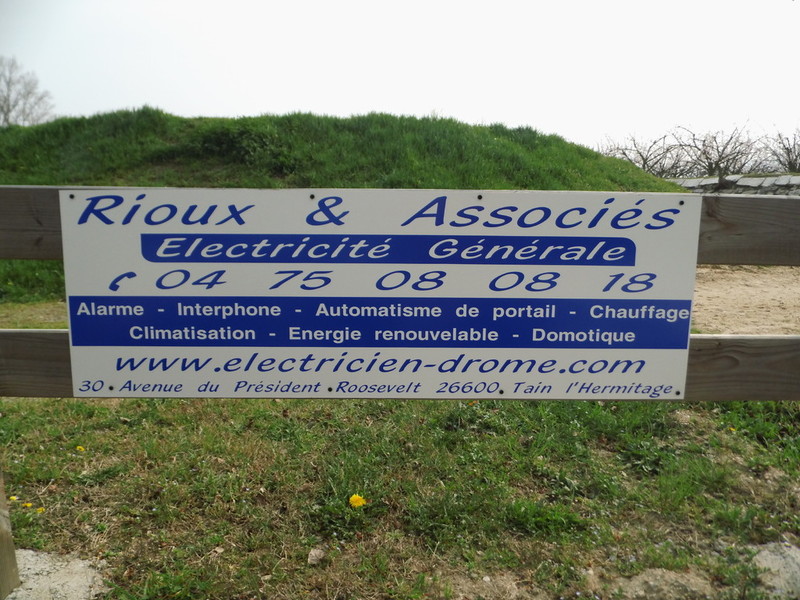 Rioux & Associés
Electricité Générale
04 75 08 08 18
Alarme - Interphone - Automatisme de portail - Chauffage
Climatisation - Energie renouvelable - Domotique
www.electricien-drome.com
30 Avenue du Président Roosevelt 26600 Tain l'Hermitage